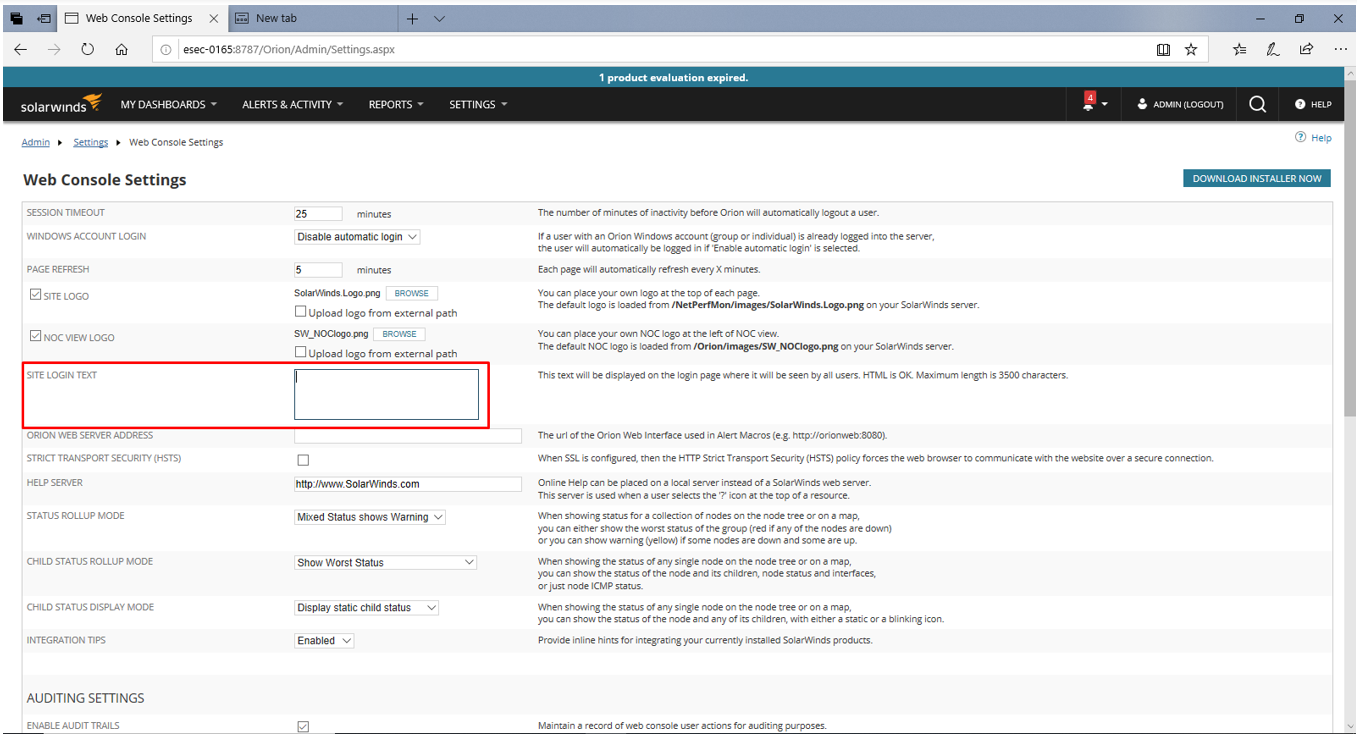 Web Console Settings
New tab
esec-0165:8787/Orion/Admin/Settings.aspx
1 product evaluation expired.
solarwinds MY DASHBOARDS ALERTS & ACTIVITY REPORTS SETTINGS 4 ADMIN (LOGOUT) ? HELP
Admin Settings Web Console Settings ? Help
Web Console Settings DOWNLOAD INSTALLER NOW
SESSION TIMEOUT 25 minutes The number of minutes of inactivity before Orion will automatically logout a user.
WINDOWS ACCOUNT LOGIN Disable automatic login If a user with an Orion Windows account (group or individual) is already logged into the server,
the user will automatically be logged in if 'Enable automatic login' is selected.
PAGE REFRESH 5 minutes Each page will automatically refresh every X minutes.
SITE LOGO SolarWinds.Logo.png BROWSE You can place your own logo at the top of each page.
Upload logo from external path The default logo is loaded from /NetPerfMon/images/SolarWinds.Logo.png on your SolarWinds server.
NOC VIEW LOGO SW_NOClogo.png BROWSE You can place your own NOC logo at the left of NOC view.
Upload logo from external path The default NOC logo is loaded from /Orion/images/SW_NOClogo.png on your SolarWinds server.
SITE LOGIN TEXT This text will be displayed on the login page where it will be seen by all users. HTML is OK. Maximum length is 3500 characters.
ORION WEB SERVER ADDRESS The url of the Orion Web Interface used in Alert Macros (e.g. http://orionweb:8080).
STRICT TRANSPORT SECURITY (HSTS) When SSL is configured, then the HTTP Strict Transport Security (HSTS) policy forces the web browser to communicate with the website over a secure connection.
HELP SERVER http://www.SolarWinds.com Online Help can be placed on a local server instead of a SolarWinds web server.
This server is used when a user selects the '?' icon at the top of a resource.
STATUS ROLLUP MODE Mixed Status shows Warning When showing status for a collection of nodes on the node tree or on a map,
you can either show the worst status of the group (red if any of the nodes are down)
or you can show warning (yellow) if some nodes are down and some are up.
CHILD STATUS ROLLUP MODE Show Worst Status When showing the status of any single node on the node tree or on a map,
you can show the status of the node and its children, node status and interfaces,
or just node ICMP status.
CHILD STATUS DISPLAY MODE Display static child status When showing the status of any single node on the node tree or on a map,
you can show the status of the node and any of its children, with either a static or a blinking icon.
INTEGRATION TIPS Enabled Provide inline hints for integrating your currently installed SolarWinds products.
AUDITING SETTINGS
ENABLE AUDIT TRAILS Maintain a record of web console user actions for auditing purposes.